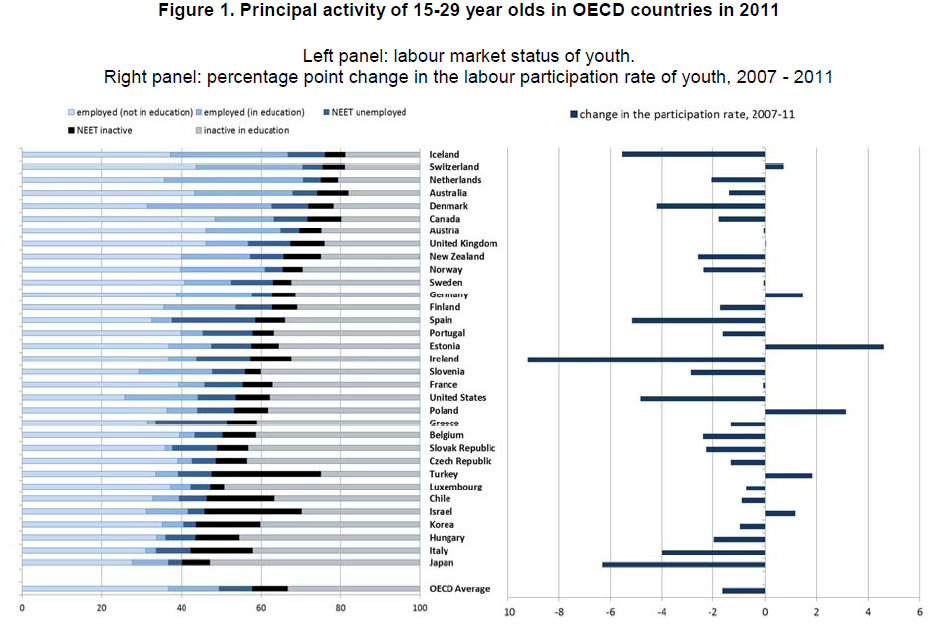 Figure 1. Principal activity of 15-29 year olds in OECD countries in 2011
Left panel: labour market status of youth.
Right panel: percentage point change in the labour participation rate of youth, 2007 - 2011
employed (not in education) employed (in education) NEET unemployed
NEET inactive inactive in education
change in the participation rate, 2007-11
Iceland
Switzerland
Netherlands
Australia
Denmark
Canada
Austria
United Kingdom
New Zealand
Norway
Sweden
Germany
Finland
Spain
Portugal
Estonia
Ireland
Slovenia
France
United States
Poland
Greece
Belgium
Slovak Republic
Czech Republic
Turkey
Luxembourg
Chile
Israel
Korea
Hungary
Italy
Japan
OECD Average
0 20 40 60 80 100
10 -8 -6 -4 -2 0 2 4 6